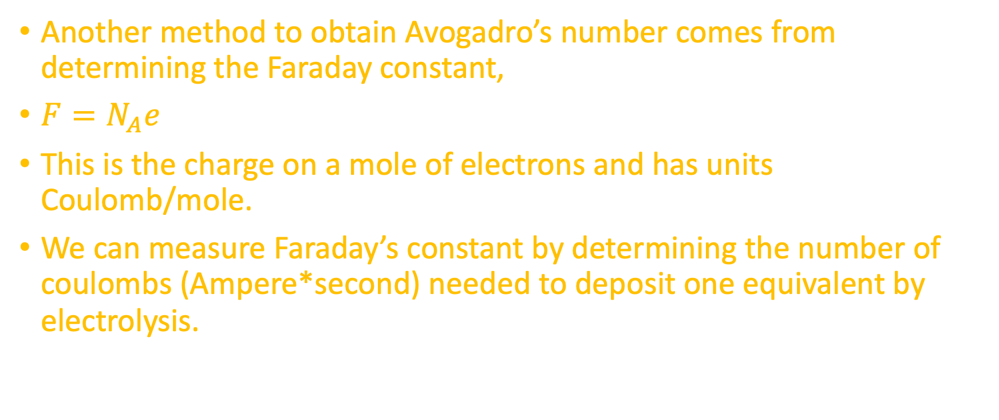 • Another method to obtain Avogadro’s number comes from
determining the Faraday constant,
• F = N_A e
• This is the charge on a mole of electrons and has units
Coulomb/mole.
• We can measure Faraday’s constant by determining the number of
coulombs (Ampere*second) needed to deposit one equivalent by
electrolysis.